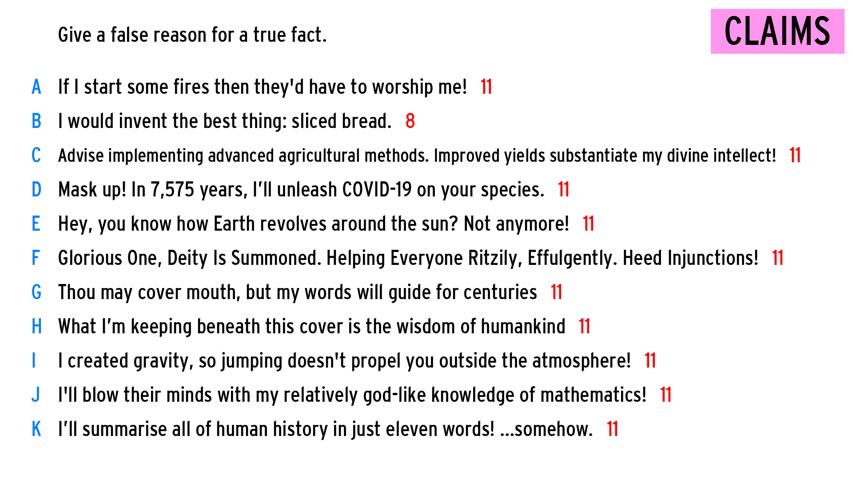 Give a false reason for a true fact.
CLAIMS
A If I start some fires then they'd have to worship me! 11
B I would invent the best thing: sliced bread. 8
C Advise implementing advanced agricultural methods. Improved yields substantiate my divine intellect! 11
D Mask up! In 7,575 years, I’ll unleash COVID-19 on your species. 11
E Hey, you know how Earth revolves around the sun? Not anymore! 11
F Glorious One, Deity Is Summoned. Helping Everyone Ritzily, Effulgently. Heed Injunctions! 11
G Thou may cover mouth, but my words will guide for centuries 11
H What I’m keeping beneath this cover is the wisdom of humankind 11
I I created gravity, so jumping doesn't propel you outside the atmosphere! 11
J I'll blow their minds with my relatively god-like knowledge of mathematics! 11
K I’ll summarise all of human history in just eleven words! ...somehow. 11